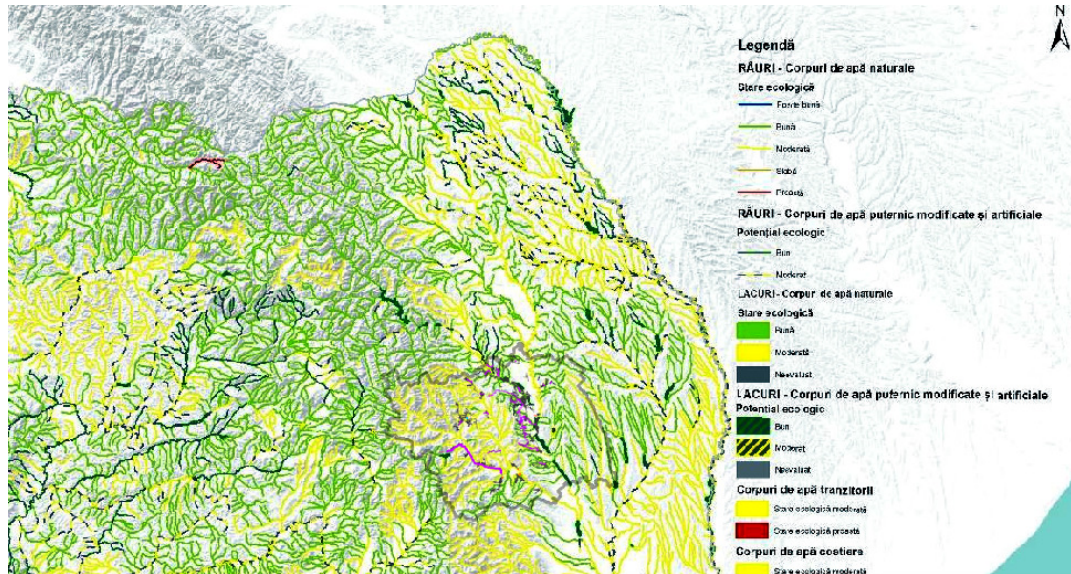 N
Legendă
RÂURI - Corpuri de apă naturale
Stare ecologică
Foarte bună
Bună
Moderată
Slabă
Proastă
RÂURI - Corpuri de apă puternic modificate și artificiale
Potențial ecologic
Bun
Moderat
LACURI - Corpuri de apă naturale
Stare ecologică
Bună
Moderată
Neevaluat
LACURI - Corpuri de apă puternic modificate și artificiale
Potențial ecologic
Bun
Moderat
Neevaluat
Corpuri de apă tranzitorii
Stare ecologică moderată
Stare ecologică proastă
Corpuri de apă costiere
Stare ecologică moderată